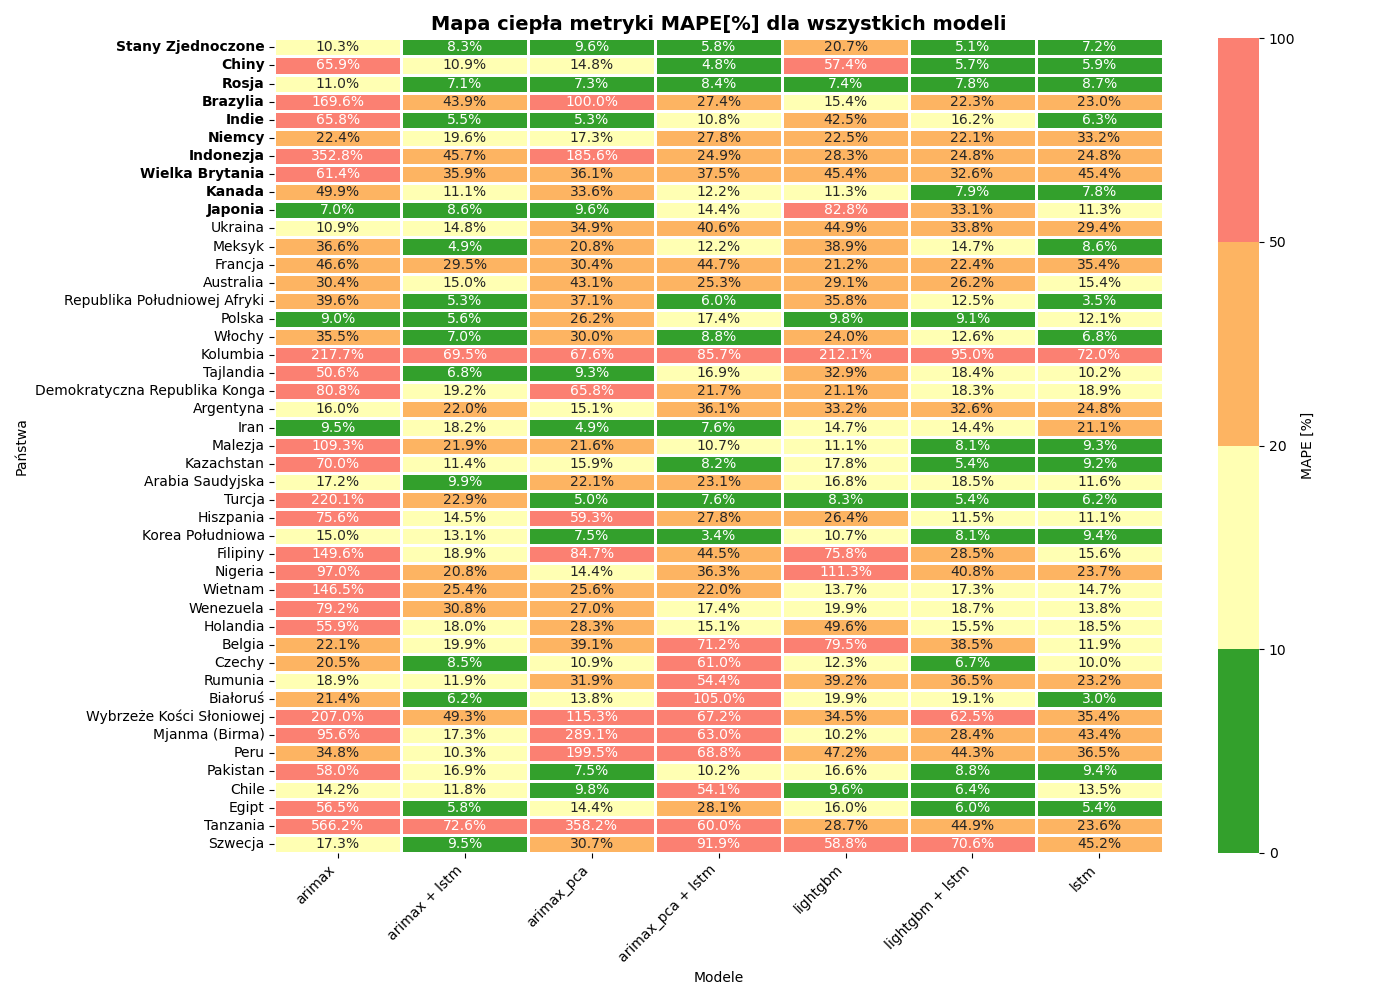 Mapa ciepła metryki MAPE[%] dla wszystkich modeli
Stany Zjednoczone 10.3% 8.3% 9.6% 5.8% 20.7% 5.1% 7.2%
Chiny 65.9% 10.9% 14.8% 4.8% 57.4% 5.7% 5.9%
Rosja 11.0% 7.1% 7.3% 8.4% 7.4% 7.8% 8.7%
Brazylia 169.6% 43.9% 100.0% 27.4% 15.4% 22.3% 23.0%
Indie 65.8% 5.5% 5.3% 10.8% 42.5% 16.2% 6.3%
Niemcy 22.4% 19.6% 17.3% 27.8% 22.5% 22.1% 33.2%
Indonezja 352.8% 45.7% 185.6% 24.9% 28.3% 24.8% 24.8%
Wielka Brytania 61.4% 35.9% 36.1% 37.5% 45.4% 32.6% 45.4%
Kanada 49.9% 11.1% 33.6% 12.2% 11.3% 7.9% 7.8%
Japonia 7.0% 8.6% 9.6% 14.4% 82.8% 33.1% 11.3%
Ukraina 10.9% 14.8% 34.9% 40.6% 44.9% 33.8% 29.4%
Meksyk 36.6% 4.9% 20.8% 12.2% 38.9% 14.7% 8.6%
Francja 46.6% 29.5% 30.4% 44.7% 21.2% 22.4% 35.4%
Australia 30.4% 15.0% 43.1% 25.3% 29.1% 26.2% 15.4%
Republika Południowej Afryki 39.6% 5.3% 37.1% 6.0% 35.8% 12.5% 3.5%
Polska 9.0% 5.6% 26.2% 17.4% 9.8% 9.1% 12.1%
Włochy 35.5% 7.0% 30.0% 8.8% 24.0% 12.6% 6.8%
Kolumbia 217.7% 69.5% 67.6% 85.7% 212.1% 95.0% 72.0%
Tajlandia 50.6% 6.8% 9.3% 16.9% 32.9% 18.4% 10.2%
Demokratyczna Republika Konga 80.8% 19.2% 65.8% 21.7% 21.1% 18.3% 18.9%
Argentyna 16.0% 22.0% 15.1% 36.1% 33.2% 32.6% 24.8%
Iran 9.5% 18.2% 4.9% 7.6% 14.7% 14.4% 21.1%
Malezja 109.3% 21.9% 21.6% 10.7% 11.1% 8.1% 9.3%
Kazachstan 70.0% 11.4% 15.9% 8.2% 17.8% 5.4% 9.2%
Arabia Saudyjska 17.2% 9.9% 22.1% 23.1% 16.8% 18.5% 11.6%
Turcja 220.1% 22.9% 5.0% 7.6% 8.3% 5.4% 6.2%
Hiszpania 75.6% 14.5% 59.3% 27.8% 26.4% 11.5% 11.1%
Korea Południowa 15.0% 13.1% 7.5% 3.4% 10.7% 8.1% 9.4%
Filipiny 149.6% 18.9% 84.7% 44.5% 75.8% 28.5% 15.6%
Nigeria 97.0% 20.8% 14.4% 36.3% 111.3% 40.8% 23.7%
Wietnam 146.5% 25.4% 25.6% 22.0% 13.7% 17.3% 14.7%
Wenezuela 79.2% 30.8% 27.0% 17.4% 19.9% 18.7% 13.8%
Holandia 55.9% 18.0% 28.3% 15.1% 49.6% 15.5% 18.5%
Belgia 22.1% 19.9% 39.1% 71.2% 79.5% 38.5% 11.9%
Czechy 20.5% 8.5% 10.9% 61.0% 12.3% 6.7% 10.0%
Rumunia 18.9% 11.9% 31.9% 54.4% 39.2% 36.5% 23.2%
Białoruś 21.4% 6.2% 13.8% 105.0% 19.9% 19.1% 3.0%
Wybrzeże Kości Słoniowej 207.0% 49.3% 115.3% 67.2% 34.5% 62.5% 35.4%
Mjanma (Birma) 95.6% 17.3% 289.1% 63.0% 10.2% 28.4% 43.4%
Peru 34.8% 10.3% 199.5% 68.8% 47.2% 44.3% 36.5%
Pakistan 58.0% 16.9% 7.5% 10.2% 16.6% 8.8% 9.4%
Chile 14.2% 11.8% 9.8% 54.1% 9.6% 6.4% 13.5%
Egipt 56.5% 5.8% 14.4% 28.1% 16.0% 6.0% 5.4%
Tanzania 566.2% 72.6% 358.2% 60.0% 28.7% 44.9% 23.6%
Szwecja 17.3% 9.5% 30.7% 91.9% 58.8% 70.6% 45.2%
arimax
arimax + lstm
arimax_pca
arimax_pca + lstm
lightgbm
lightgbm + lstm
lstm
Modele
Państwa
100
50
20
10
0
MAPE [%]